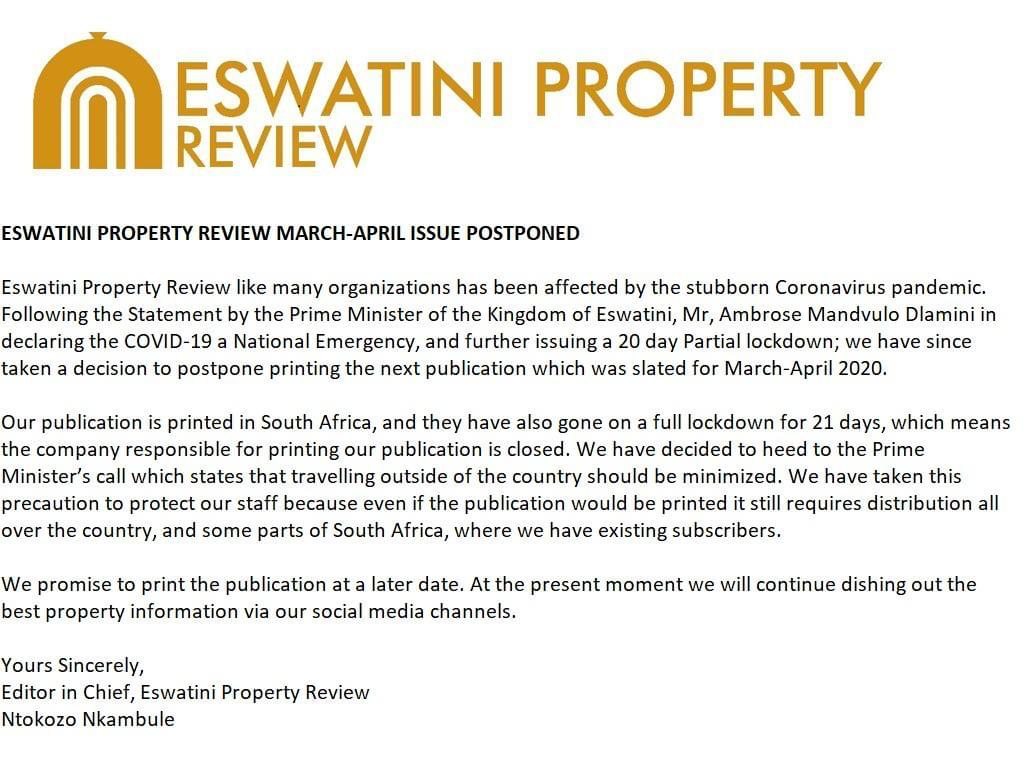 ESWATINI PROPERTY
REVIEW
ESWATINI PROPERTY REVIEW MARCH-APRIL ISSUE POSTPONED
Eswatini Property Review like many organizations has been affected by the stubborn Coronavirus pandemic.
Following the Statement by the Prime Minister of the Kingdom of Eswatini, Mr, Ambrose Mandvulo Dlamini in
declaring the COVID-19 a National Emergency, and further issuing a 20 day Partial lockdown; we have since
taken a decision to postpone printing the next publication which was slated for March-April 2020.
Our publication is printed in South Africa, and they have also gone on a full lockdown for 21 days, which means
the company responsible for printing our publication is closed. We have decided to heed to the Prime
Minister’s call which states that travelling outside of the country should be minimized. We have taken this
precaution to protect our staff because even if the publication would be printed it still requires distribution all
over the country, and some parts of South Africa, where we have existing subscribers.
We promise to print the publication at a later date. At the present moment we will continue dishing out the
best property information via our social media channels.
Yours Sincerely,
Editor in Chief, Eswatini Property Review
Ntokozo Nkambule